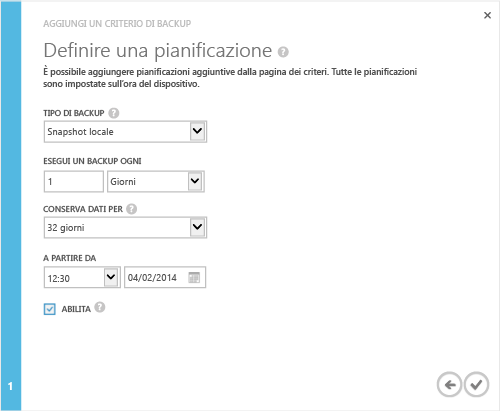 AGGIUNGI UN CRITERIO DI BACKUP
Definire una pianificazione ?
È possibile aggiungere pianificazioni aggiuntive dalla pagina dei criteri. Tutte le pianificazioni
sono impostate sull'ora del dispositivo.
TIPO DI BACKUP ?
Snapshot locale
ESEGUI UN BACKUP OGNI
1 Giorni
CONSERVA DATI PER ?
32 giorni
A PARTIRE DA
12:30 04/02/2014
ABILITA ?
1